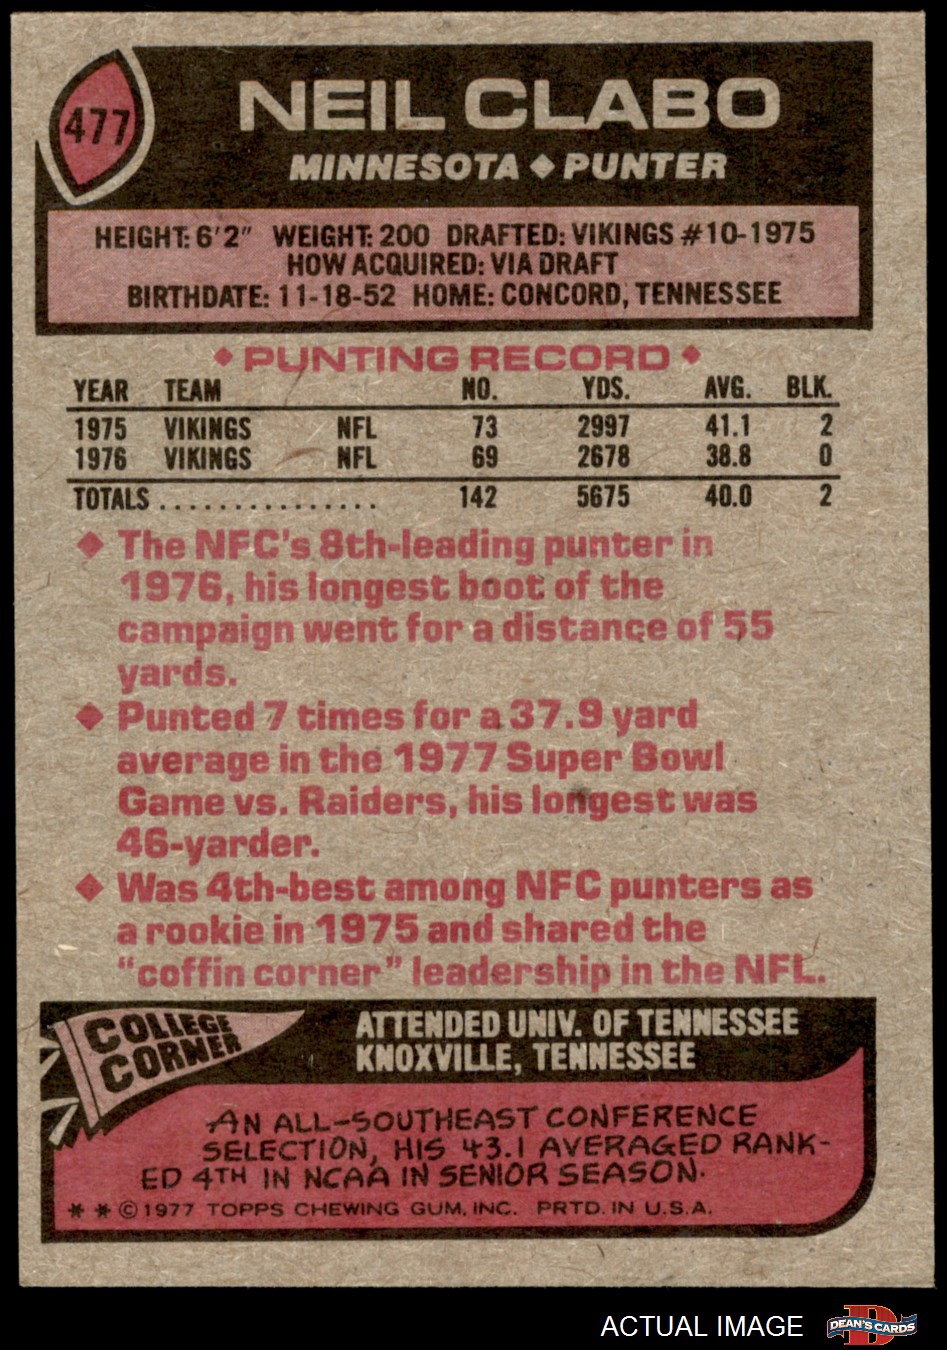 477
NEIL CLABO
MINNESOTA ◆ PUNTER
HEIGHT: 6'2" WEIGHT: 200 DRAFTED: VIKINGS #10-1975
HOW ACQUIRED: VIA DRAFT
BIRTHDATE: 11-18-52 HOME: CONCORD, TENNESSEE
◆ PUNTING RECORD ◆
YEAR TEAM NO. YDS. AVG. BLK.
1975 VIKINGS NFL 73 2997 41.1 2
1976 VIKINGS NFL 69 2678 38.8 0
TOTALS ............... 142 5675 40.0 2
◆ The NFC's 8th-leading punter in
1976, his longest boot of the
campaign went for a distance of 55
yards.
◆ Punted 7 times for a 37.9 yard
average in the 1977 Super Bowl
Game vs. Raiders, his longest was
46-yarder.
◆ Was 4th-best among NFC punters as
a rookie in 1975 and shared the
"coffin corner" leadership in the NFL.
COLLEGE
CORNER
ATTENDED UNIV. OF TENNESSEE
KNOXVILLE, TENNESSEE
AN ALL-SOUTHEAST CONFERENCE
SELECTION, HIS 43.1 AVERAGED RANK-
ED 4TH IN NCAA IN SENIOR SEASON.
* * © 1977 TOPPS CHEWING GUM, INC. PRTD. IN U.S.A.
ACTUAL IMAGE
D
DEAN'S CARDS